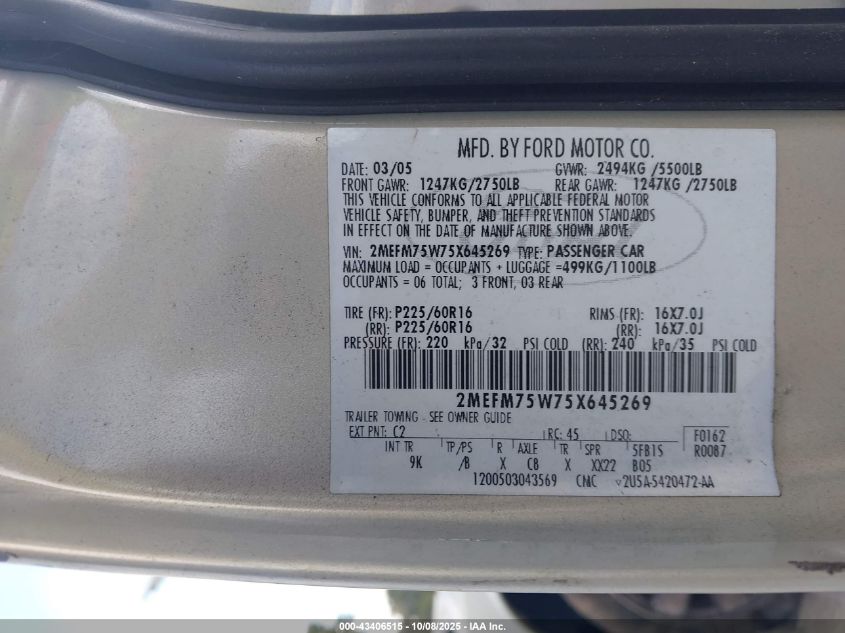 MFD. BY FORD MOTOR CO.
DATE: 03/05 GVWR: 2494KG /5500LB
FRONT GAWR: 1247KG/2750LB REAR GAWR: 1247KG /2750LB
THIS VEHICLE CONFORMS TO ALL APPLICABLE FEDERAL MOTOR
VEHICLE SAFETY, BUMPER, AND THEFT PREVENTION STANDARDS
IN EFFECT ON THE DATE OF MANUFACTURE SHOWN ABOVE.
VIN: 2MEFM75W75X645269 TYPE: PASSENGER CAR
MAXIMUM LOAD = OCCUPANTS + LUGGAGE =499KG/1100LB
OCCUPANTS = 06 TOTAL; 3 FRONT, 03 REAR
TIRE (FR): P225/60R16 RIMS (FR): 16X7.0J
(RR): P225/60R16 (RR): 16X7.0J
PRESSURE (FR): 220 kPa/32 PSI COLD (RR): 240 kPa/35 PSI COLD
2MEFM75W75X645269
TRAILER TOWING - SEE OWNER GUIDE
EXT PNT: C2 RC: 45 DSO: F0162
INT TR TP/PS R AXLE TR SPR 5FB1S R0087
9K /B X C8 X XX22 B05
1200503043569 CMC 2U5A-5420472-AA
000-43406515 - 10/08/2025 - IAA Inc.